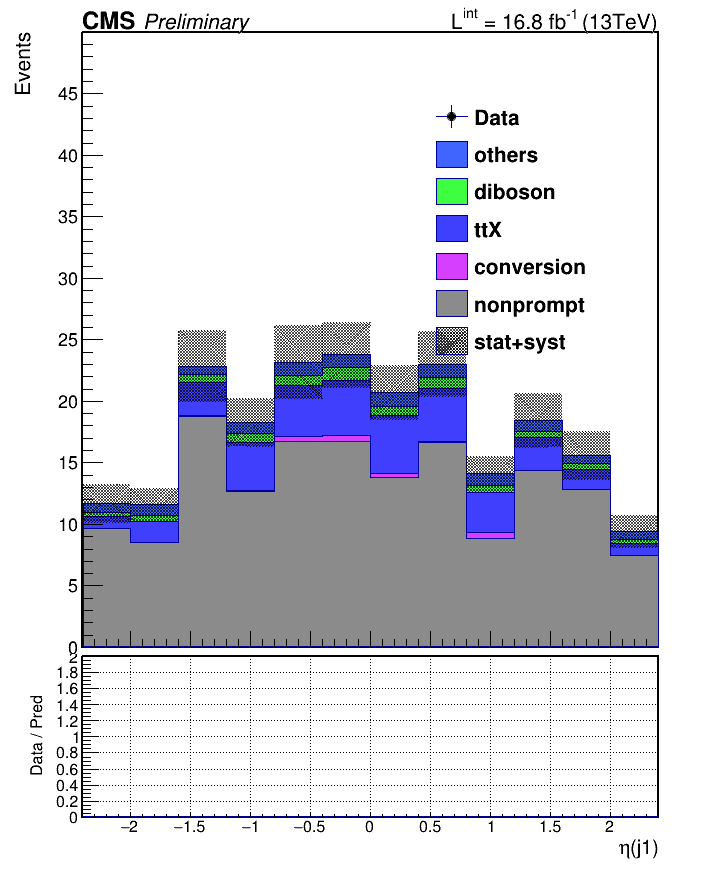 CMS Preliminary
L^int = 16.8 fb^-1 (13TeV)
Events
45
40
35
30
25
20
15
10
5
0
Data
others
diboson
ttX
conversion
nonprompt
stat+syst
Data / Pred
2
1.8
1.6
1.4
1.2
1
0.8
0.6
0.4
0.2
0
−2 −1.5 −1 −0.5 0 0.5 1 1.5 2
η(j1)